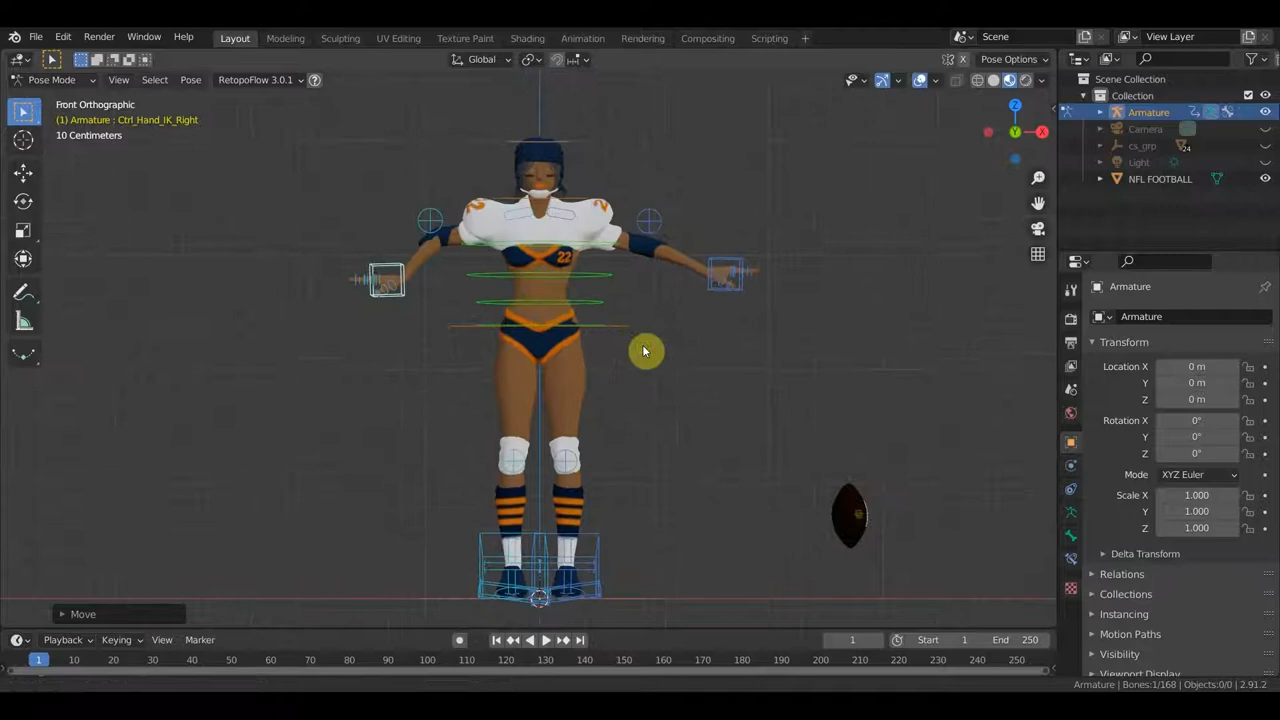 File Edit Render Window Help
Layout Modeling Sculpting UV Editing Texture Paint Shading Animation Rendering Compositing Scripting +
Scene View Layer
Global X Pose Options
Pose Mode View Select Pose RetopoFlow 3.0.1 ?
Front Orthographic
(1) Armature : Ctrl_Hand_IK_Right
10 Centimeters
Z
Y
X
22
Move
Scene Collection
Collection
Armature
Camera
cs_grp 24
Light
NFL FOOTBALL
Armature
Armature
Transform
Location X 0 m
Y 0 m
Z 0 m
Rotation X 0°
Y 0°
Z 0°
Mode XYZ Euler
Scale X 1.000
Y 1.000
Z 1.000
Delta Transform
Relations
Collections
Instancing
Motion Paths
Visibility
Viewport Display
Playback Keying View Marker
1 Start 1 End 250
1 10 20 30 40 50 60 70 80 90 100 110 120 130 140 150 160 170 180 190 200 210 220 230 240 250
Armature | Bones:1/168 | Objects:0/0 | 2.91.2